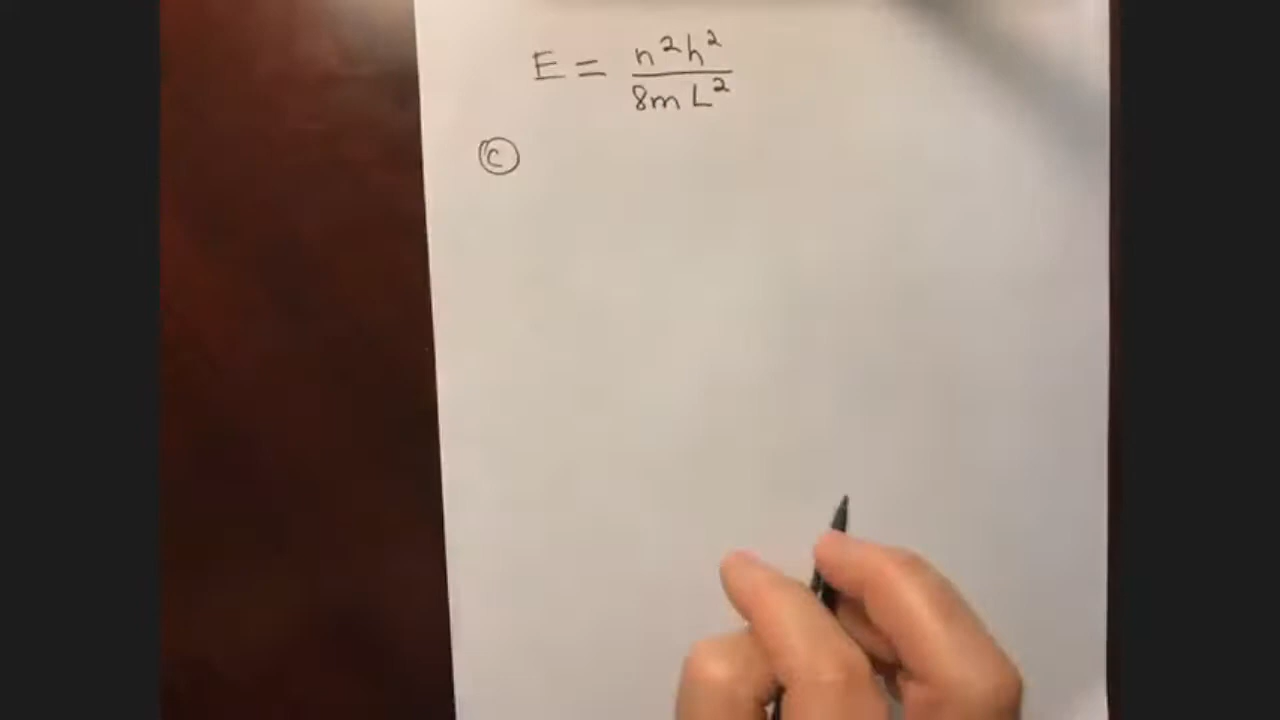 E = n²h² / 8mL²
(c)